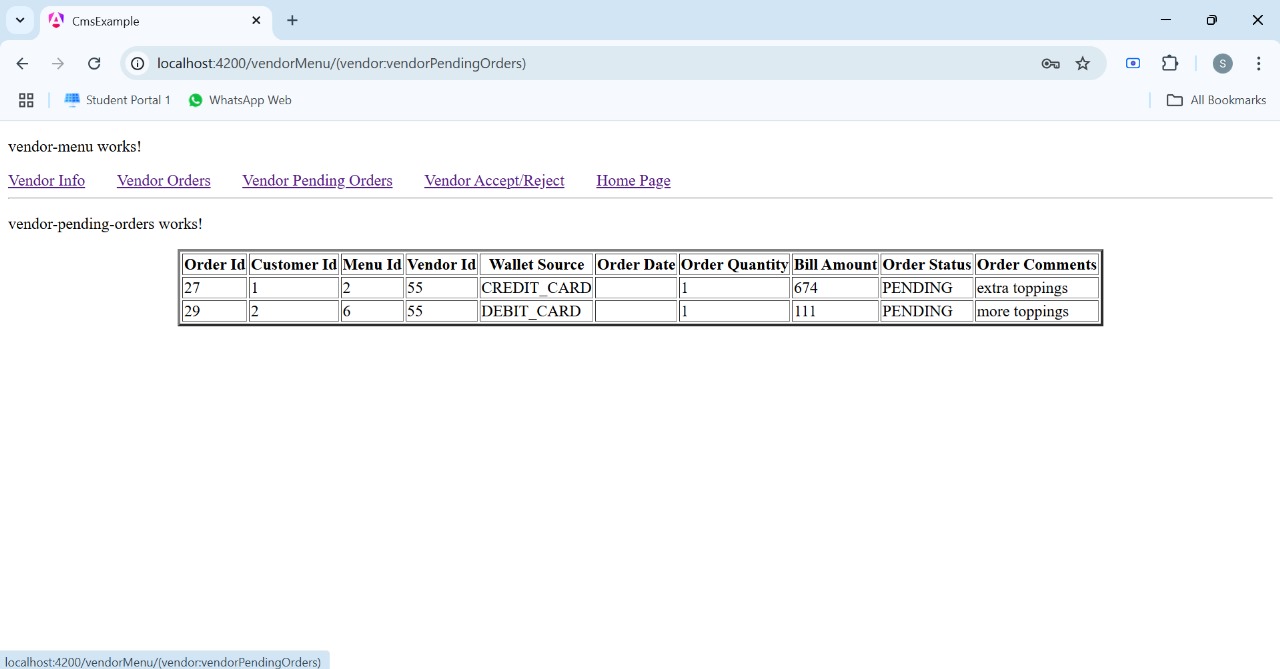 CmsExample
localhost:4200/vendorMenu/(vendor:vendorPendingOrders)
S
Student Portal 1 WhatsApp Web All Bookmarks
vendor-menu works!
Vendor Info Vendor Orders Vendor Pending Orders Vendor Accept/Reject Home Page
vendor-pending-orders works!
Order Id Customer Id Menu Id Vendor Id Wallet Source Order Date Order Quantity Bill Amount Order Status Order Comments
27 1 2 55 CREDIT_CARD 1 674 PENDING extra toppings
29 2 6 55 DEBIT_CARD 1 111 PENDING more toppings
localhost:4200/vendorMenu/(vendor:vendorPendingOrders)